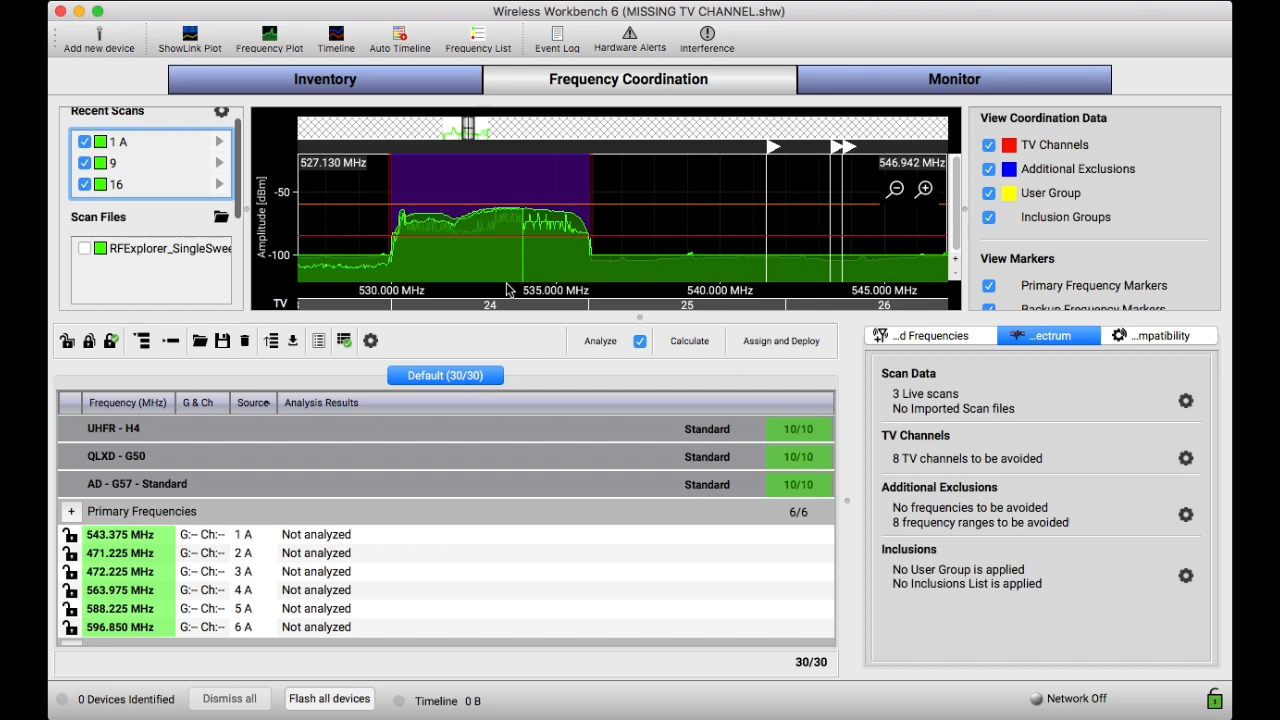 Wireless Workbench 6 (MISSING TV CHANNEL.shw)
Add new device
ShowLink Plot
Frequency Plot
Timeline
Auto Timeline
Frequency List
Event Log
Hardware Alerts
Interference
Inventory
Frequency Coordination
Monitor
Recent Scans
1 A
9
16
Scan Files
RFExplorer_SingleSwee
527.130 MHz
546.942 MHz
Amplitude [dBm]
-50
-100
530.000 MHz
535.000 MHz
540.000 MHz
545.000 MHz
TV
24
25
26
View Coordination Data
TV Channels
Additional Exclusions
User Group
Inclusion Groups
View Markers
Primary Frequency Markers
Backup Frequency Markers
Analyze
Calculate
Assign and Deploy
...d Frequencies
...ectrum
...mpatibility
Default (30/30)
Frequency (MHz)
G & Ch
Source
Analysis Results
UHFR - H4 Standard 10/10
QLXD - G50 Standard 10/10
AD - G57 - Standard Standard 10/10
+ Primary Frequencies 6/6
543.375 MHz G:-- Ch:-- 1 A Not analyzed
471.225 MHz G:-- Ch:-- 2 A Not analyzed
472.225 MHz G:-- Ch:-- 3 A Not analyzed
563.975 MHz G:-- Ch:-- 4 A Not analyzed
588.225 MHz G:-- Ch:-- 5 A Not analyzed
596.850 MHz G:-- Ch:-- 6 A Not analyzed
30/30
Scan Data
3 Live scans
No Imported Scan files
TV Channels
8 TV channels to be avoided
Additional Exclusions
No frequencies to be avoided
8 frequency ranges to be avoided
Inclusions
No User Group is applied
No Inclusions List is applied
0 Devices Identified
Dismiss all
Flash all devices
Timeline 0 B
Network Off